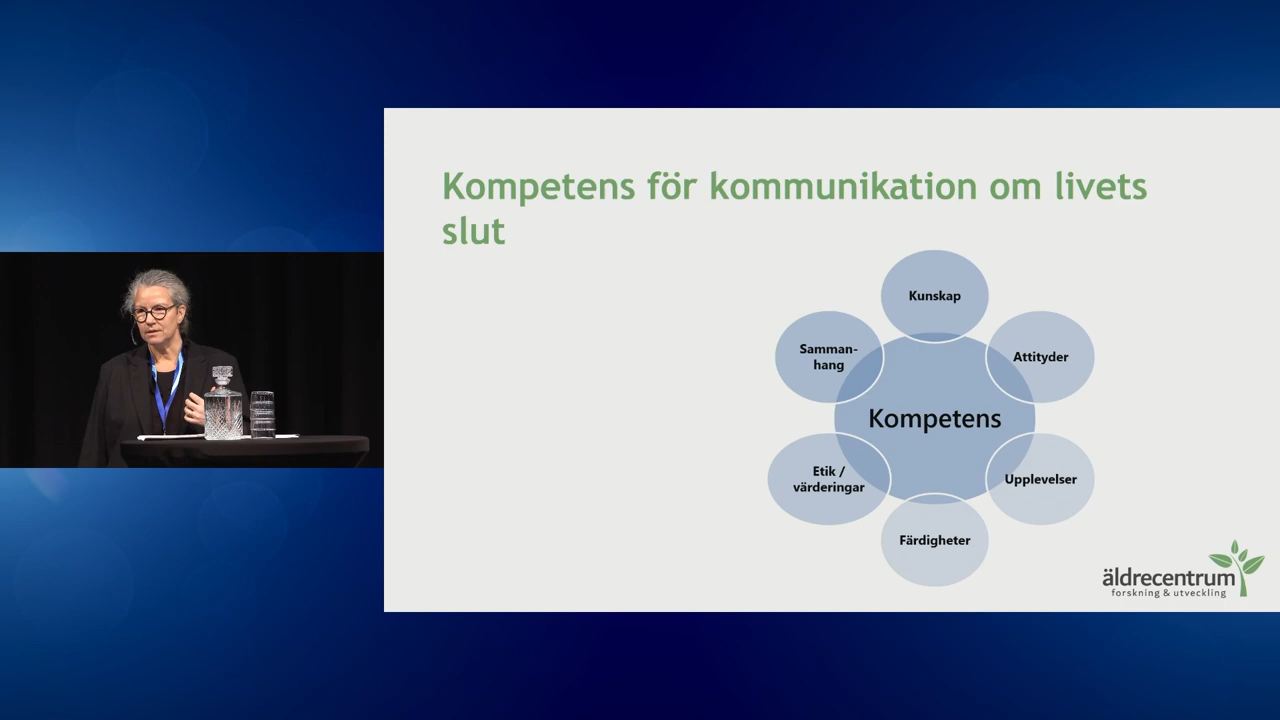 Kompetens för kommunikation om livets
slut
Kunskap
Samman-
hang
Attityder
Kompetens
Etik /
värderingar
Upplevelser
Färdigheter
äldrecentrum
forskning & utveckling